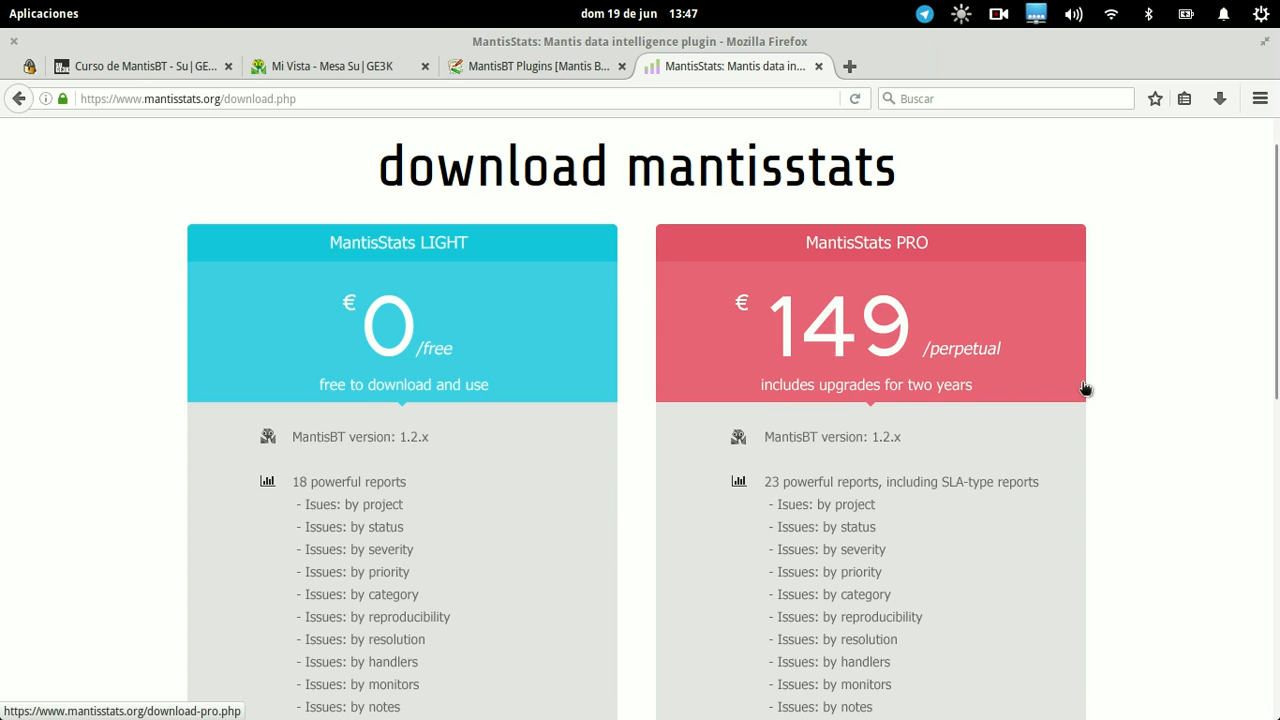 Aplicaciones
dom 19 de jun 13:47
MantisStats: Mantis data intelligence plugin - Mozilla Firefox
Curso de MantisBT - Su|GE...
Mi Vista - Mesa Su|GE3K
MantisBT Plugins [Mantis B...
MantisStats: Mantis data in...
https://www.mantisstats.org/download.php
Buscar
download mantisstats
MantisStats LIGHT
€ 0 /free
free to download and use
MantisBT version: 1.2.x
18 powerful reports
- Isues: by project
- Issues: by status
- Issues: by severity
- Issues: by priority
- Issues: by category
- Issues: by reproducibility
- Issues: by resolution
- Issues: by handlers
- Issues: by monitors
- Issues: by notes
MantisStats PRO
€ 149 /perpetual
includes upgrades for two years
MantisBT version: 1.2.x
23 powerful reports, including SLA-type reports
- Isues: by project
- Issues: by status
- Issues: by severity
- Issues: by priority
- Issues: by category
- Issues: by reproducibility
- Issues: by resolution
- Issues: by handlers
- Issues: by monitors
- Issues: by notes
https://www.mantisstats.org/download-pro.php